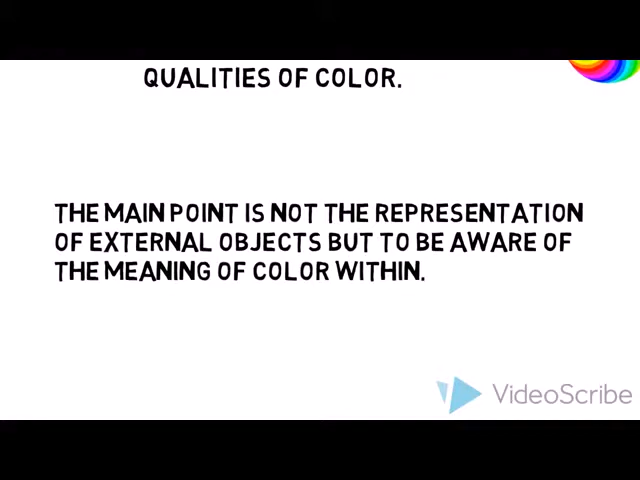 QUALITIES OF COLOR.
THE MAIN POINT IS NOT THE REPRESENTATION
OF EXTERNAL OBJECTS BUT TO BE AWARE OF
THE MEANING OF COLOR WITHIN.
VideoScribe